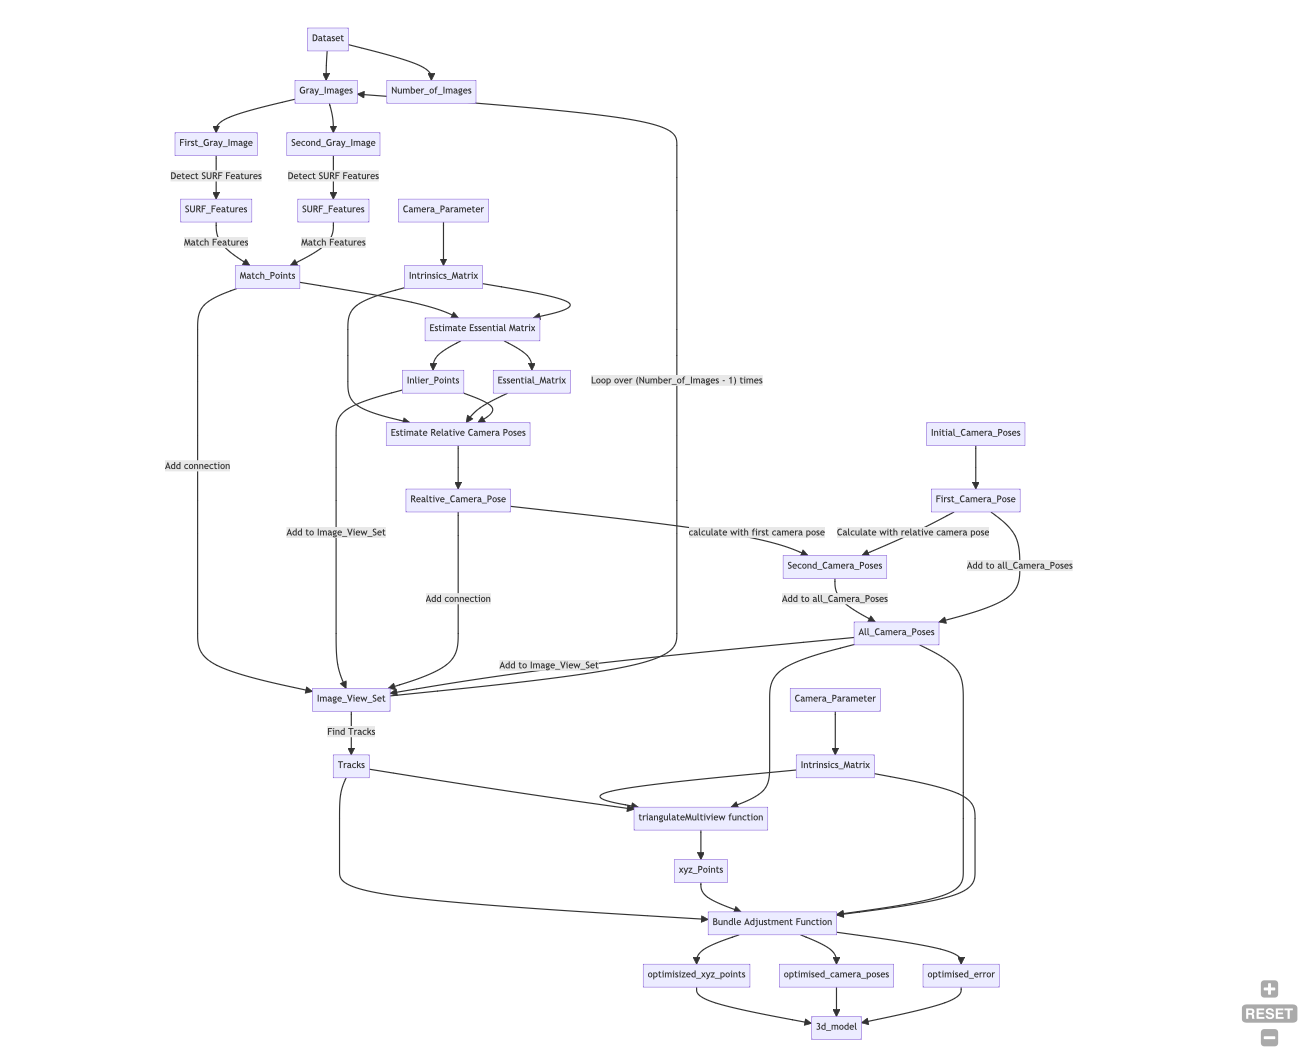 Dataset
Gray_Images
Number_of_Images
First_Gray_Image
Second_Gray_Image
Detect SURF Features
Detect SURF Features
SURF_Features
SURF_Features
Camera_Parameter
Match Features
Match Features
Match_Points
Intrinsics_Matrix
Estimate Essential Matrix
Inlier_Points
Essential_Matrix
Loop over (Number_of_Images - 1) times
Estimate Relative Camera Poses
Initial_Camera_Poses
Add connection
Realtive_Camera_Pose
First_Camera_Pose
Add to Image_View_Set
calculate with first camera pose
Calculate with relative camera pose
Second_Camera_Poses
Add to all_Camera_Poses
Add connection
Add to all_Camera_Poses
All_Camera_Poses
Add to Image_View_Set
Image_View_Set
Camera_Parameter
Find Tracks
Tracks
Intrinsics_Matrix
triangulateMultiview function
xyz_Points
Bundle Adjustment Function
optimisized_xyz_points
optimised_camera_poses
optimised_error
3d_model
RESET